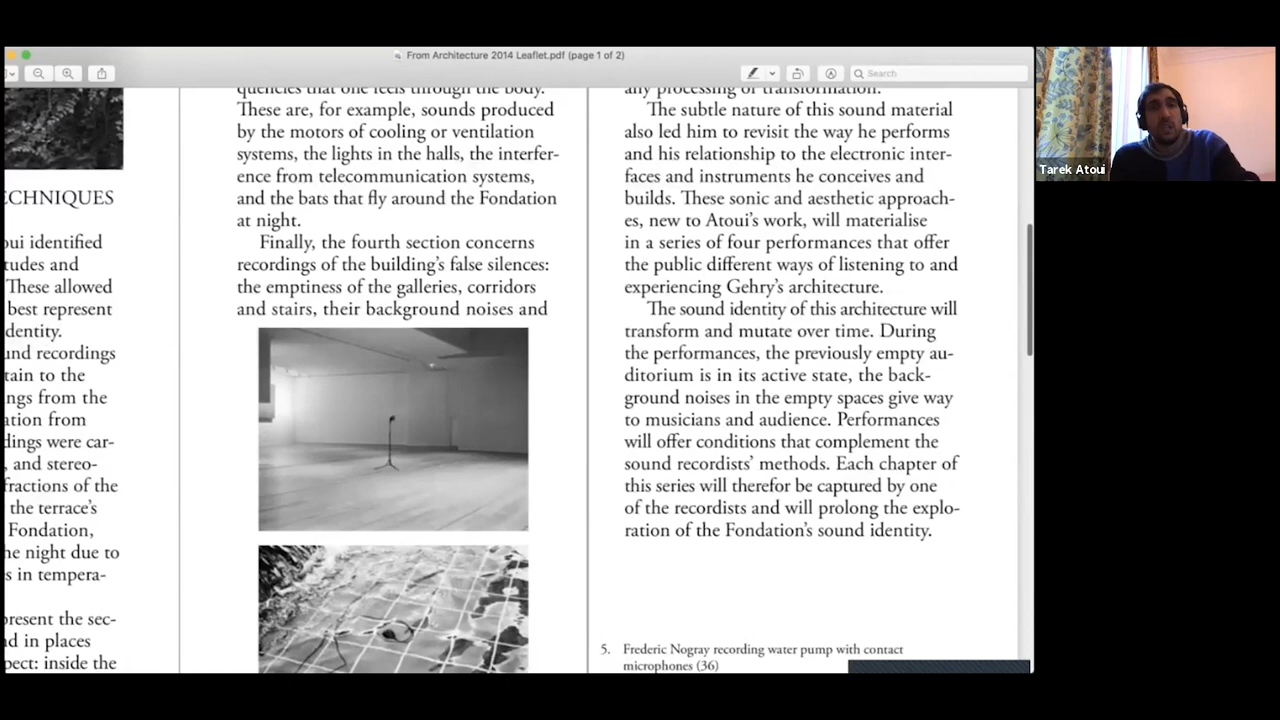 From Architecture 2014 Leaflet.pdf (page 1 of 2)
Search
Tarek Atoui
ECHNIQUES
oui identified
tudes and
These allowed
best represent
dentity.
und recordings
tain to the
ngs from the
ation from
dings were car-
, and stereo-
fractions of the
the terrace's
Fondation,
he night due to
s in tempera-
present the sec-
nd in places
pect: inside the
quencies that one feels through the body.
These are, for example, sounds produced
by the motors of cooling or ventilation
systems, the lights in the halls, the interfer-
ence from telecommunication systems,
and the bats that fly around the Fondation
at night.
Finally, the fourth section concerns
recordings of the building's false silences:
the emptiness of the galleries, corridors
and stairs, their background noises and
any processing or transformation.
The subtle nature of this sound material
also led him to revisit the way he performs
and his relationship to the electronic inter-
faces and instruments he conceives and
builds. These sonic and aesthetic approach-
es, new to Atoui's work, will materialise
in a series of four performances that offer
the public different ways of listening to and
experiencing Gehry's architecture.
The sound identity of this architecture will
transform and mutate over time. During
the performances, the previously empty au-
ditorium is in its active state, the back-
ground noises in the empty spaces give way
to musicians and audience. Performances
will offer conditions that complement the
sound recordists' methods. Each chapter of
this series will therefor be captured by one
of the recordists and will prolong the explo-
ration of the Fondation's sound identity.
5. Frederic Nogray recording water pump with contact
microphones (36)